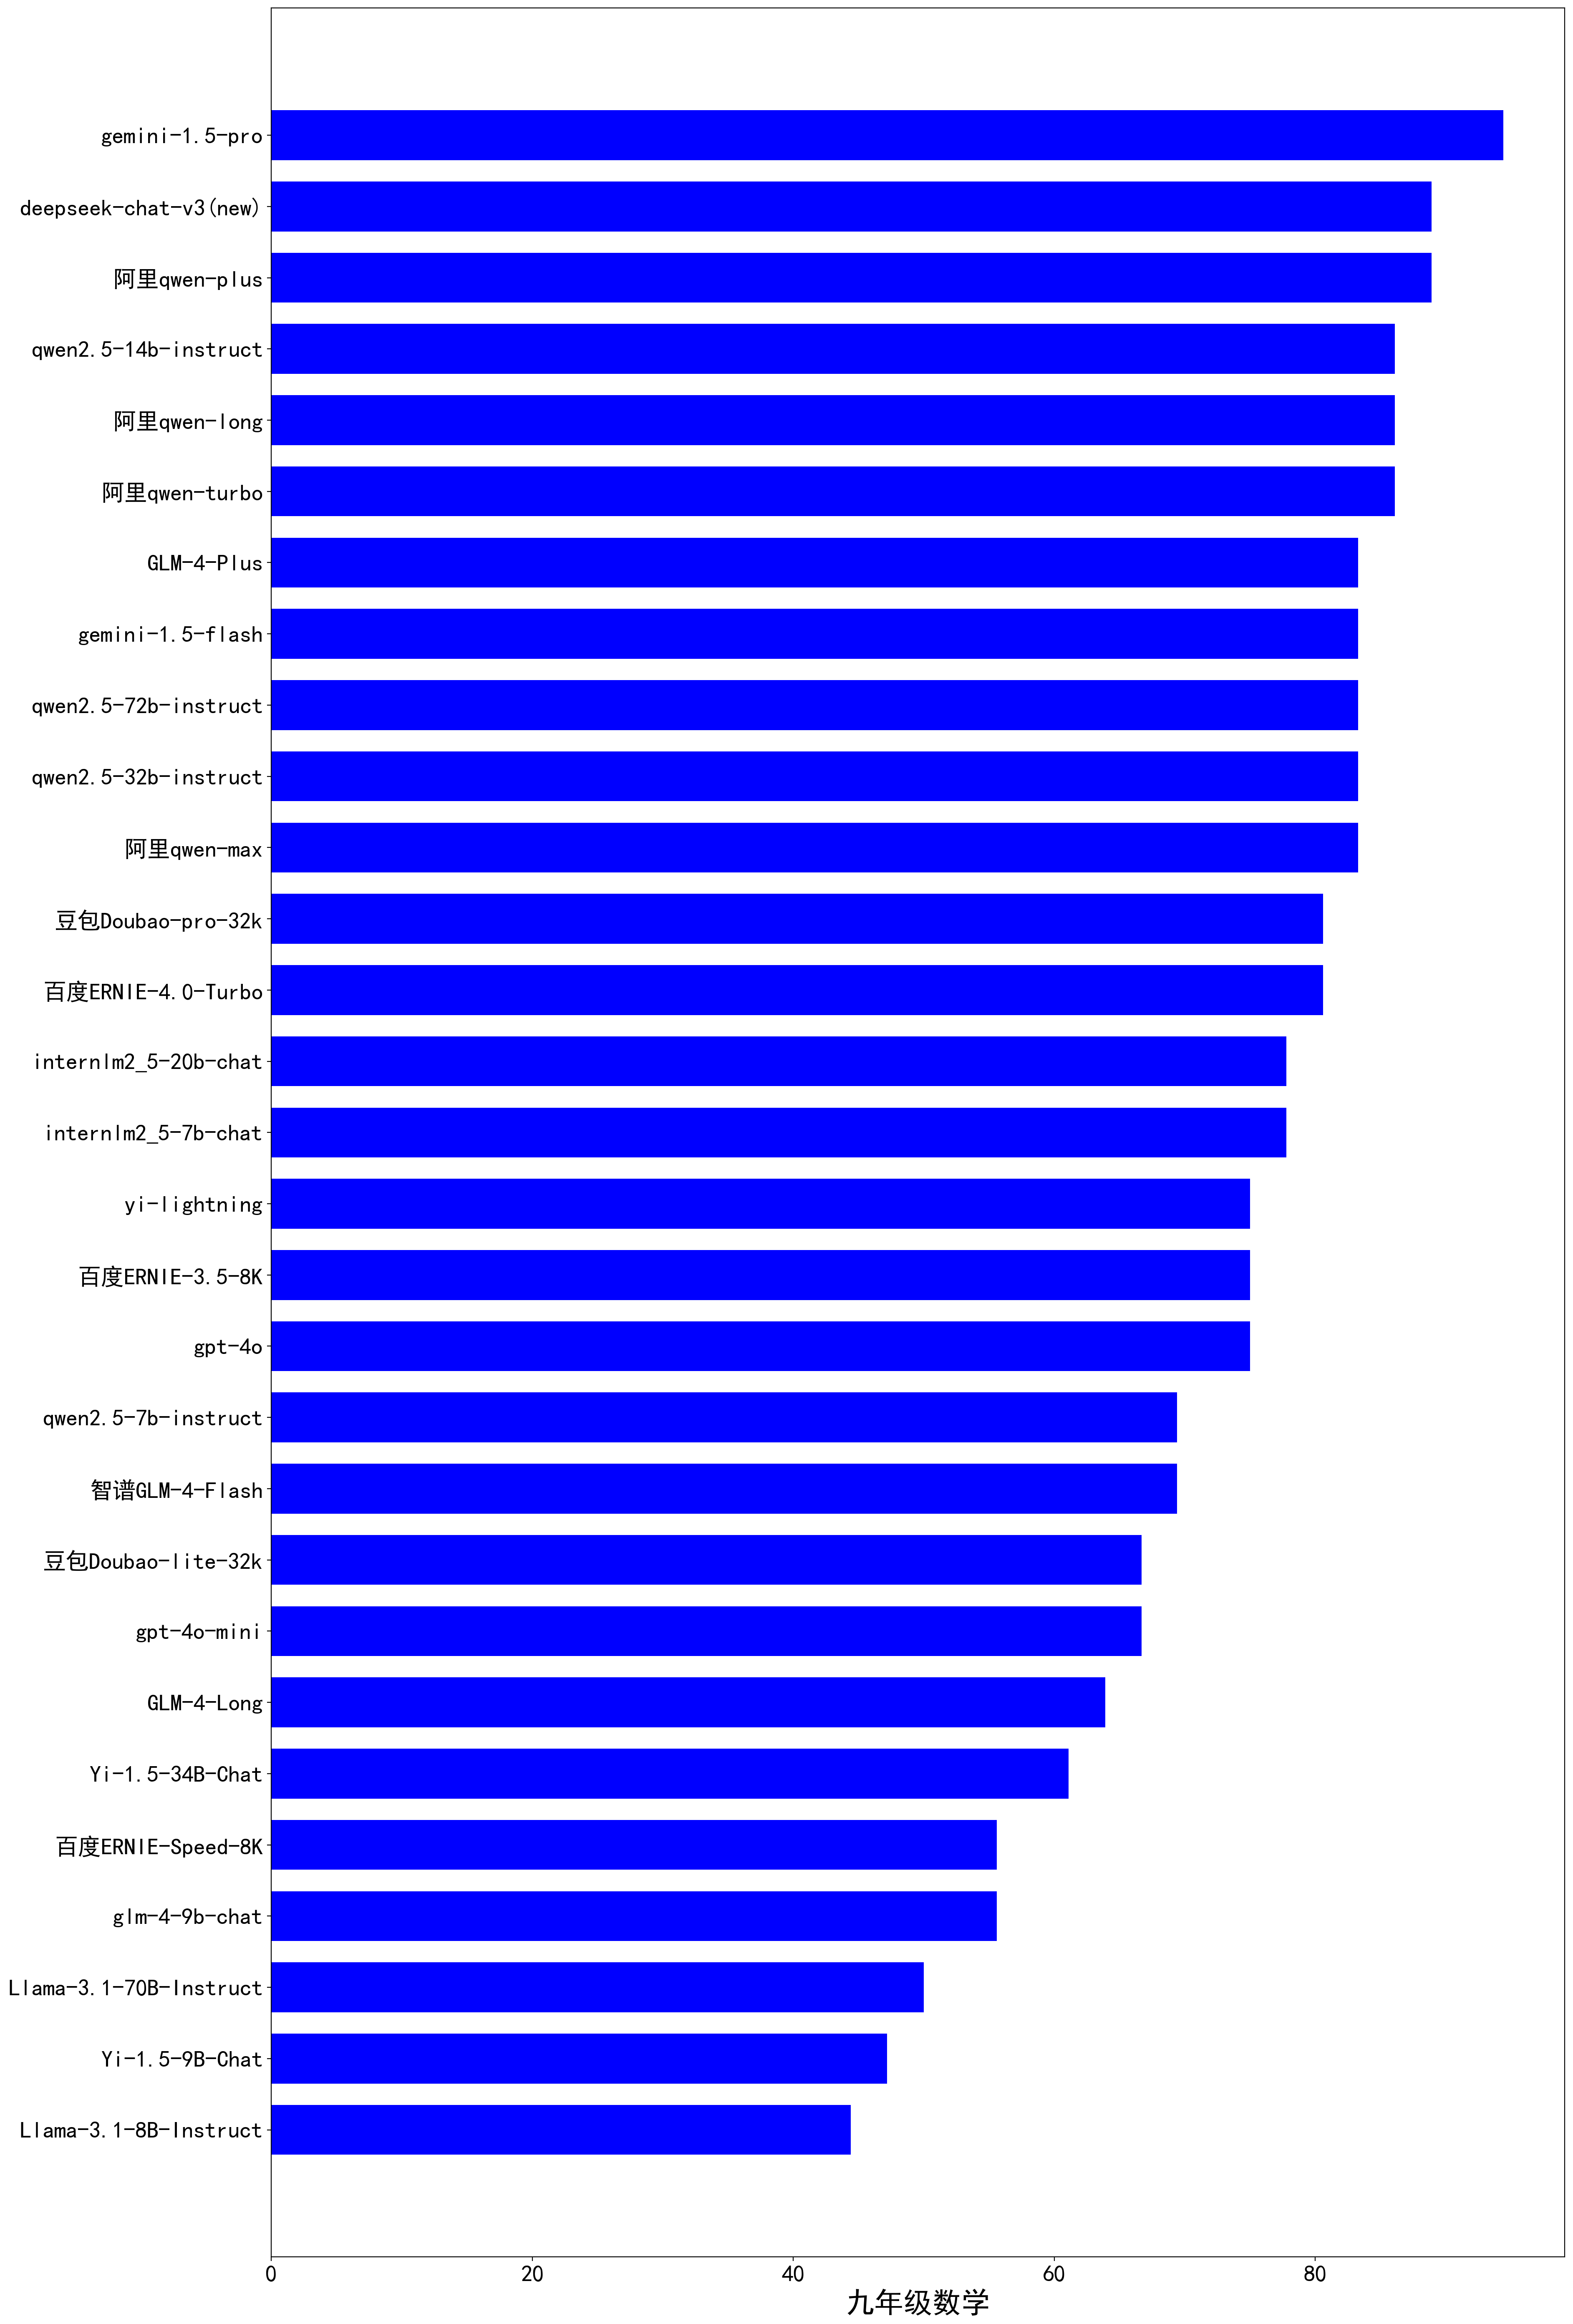 gemini-1.5-pro
deepseek-chat-v3(new)
阿里qwen-plus
qwen2.5-14b-instruct
阿里qwen-long
阿里qwen-turbo
GLM-4-Plus
gemini-1.5-flash
qwen2.5-72b-instruct
qwen2.5-32b-instruct
阿里qwen-max
豆包Doubao-pro-32k
百度ERNIE-4.0-Turbo
internlm2_5-20b-chat
internlm2_5-7b-chat
yi-lightning
百度ERNIE-3.5-8K
gpt-4o
qwen2.5-7b-instruct
智谱GLM-4-Flash
豆包Doubao-lite-32k
gpt-4o-mini
GLM-4-Long
Yi-1.5-34B-Chat
百度ERNIE-Speed-8K
glm-4-9b-chat
Llama-3.1-70B-Instruct
Yi-1.5-9B-Chat
Llama-3.1-8B-Instruct
0 20 40 60 80
九年级数学